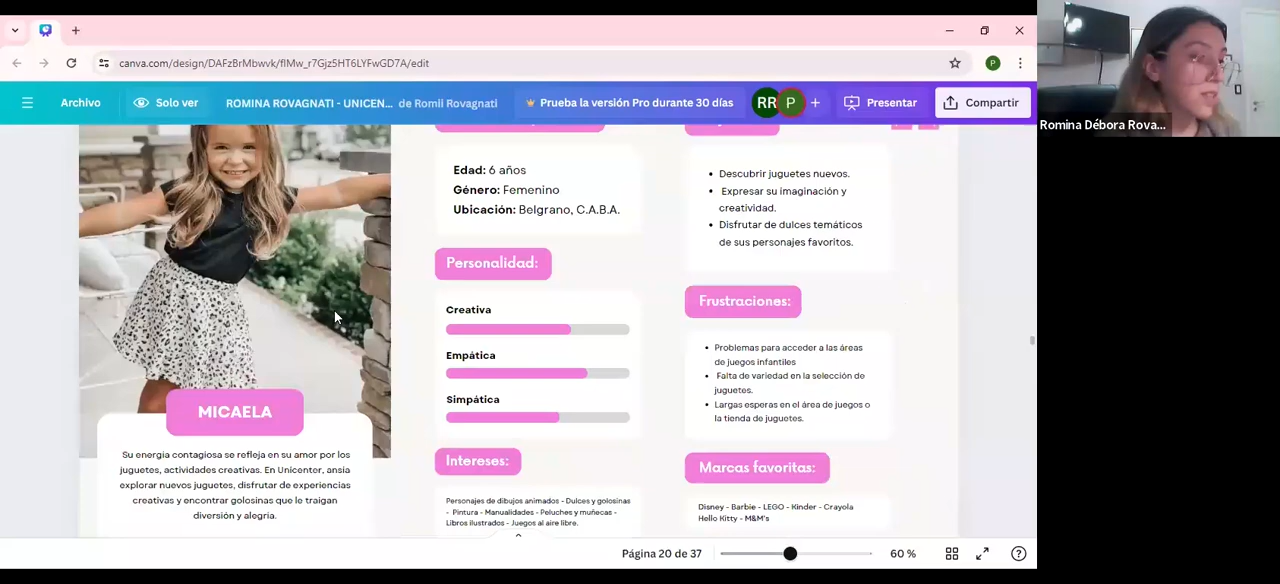 canva.com/design/DAFzBrMbwvk/flMw_r7Gjz5HT6LYFwGD7A/edit
P
Archivo
Solo ver
ROMINA ROVAGNATI - UNICEN... de Romii Rovagnati
Prueba la versión Pro durante 30 días
RR P +
Presentar
Compartir
Romina Débora Rova...
Edad: 6 años
Género: Femenino
Ubicación: Belgrano, C.A.B.A.
Personalidad:
Creativa
Empática
Simpática
Intereses:
Personajes de dibujos animados - Dulces y golosinas
- Pintura - Manualidades - Peluches y muñecas -
Libros ilustrados - Juegos al aire libre.
Descubrir juguetes nuevos.
Expresar su imaginación y
creatividad.
Disfrutar de dulces temáticos
de sus personajes favoritos.
Frustraciones:
Problemas para acceder a las áreas
de juegos infantiles
Falta de variedad en la selección de
juguetes.
Largas esperas en el área de juegos o
la tienda de juguetes.
Marcas favoritas:
Disney - Barbie - LEGO - Kinder - Crayola
Hello Kitty - M&M's
MICAELA
Su energia contagiosa se refleja en su amor por los
juguetes, actividades creativas. En Unicenter, ansía
explorar nuevos juguetes, disfrutar de experiencias
creativas y encontrar golosinas que le traigan
diversión y alegria.
Página 20 de 37
60 %